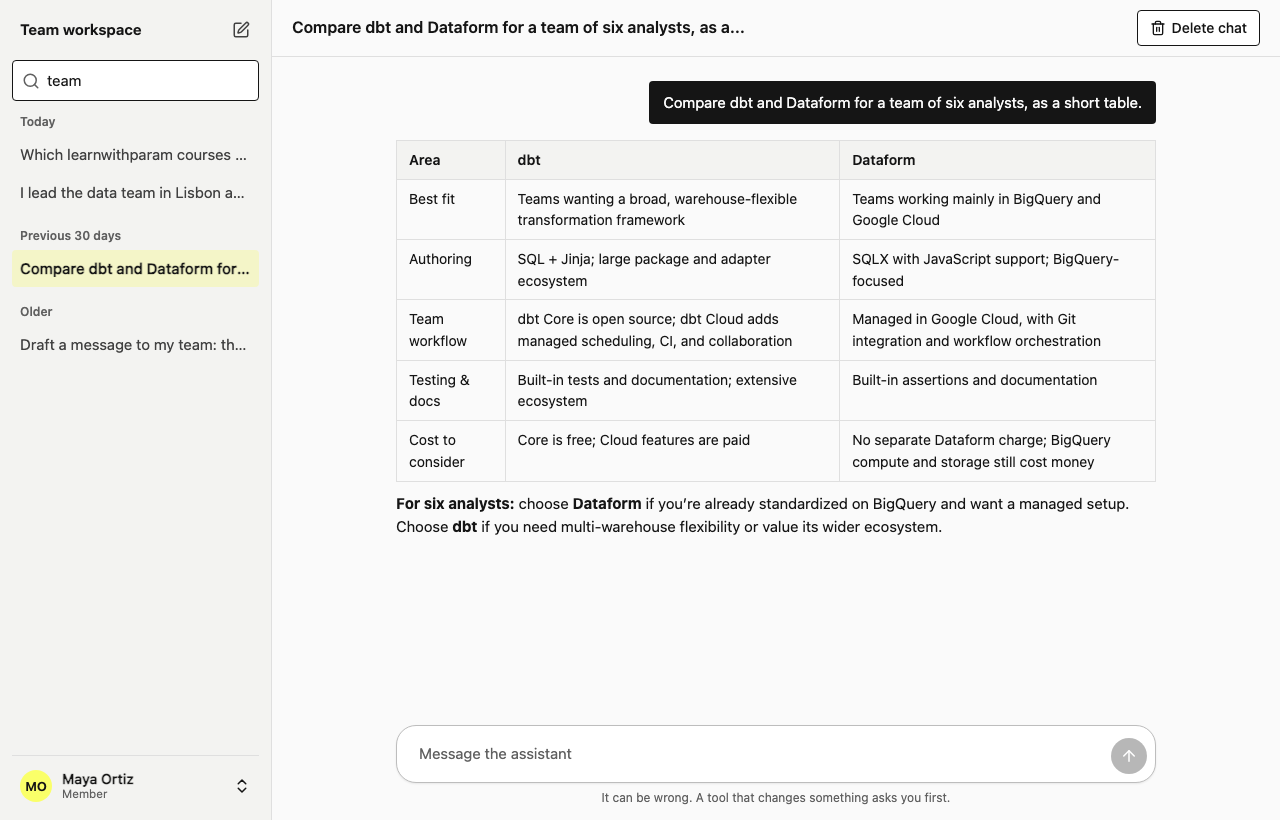 Team workspace
team
Today
Which learnwithparam courses ...
I lead the data team in Lisbon a...
Previous 30 days
Compare dbt and Dataform for...
Older
Draft a message to my team: th...
MO
Maya Ortiz
Member
Compare dbt and Dataform for a team of six analysts, as a...
Delete chat
Compare dbt and Dataform for a team of six analysts, as a short table.
Area dbt Dataform
Best fit Teams wanting a broad, warehouse-flexible Teams working mainly in BigQuery and
transformation framework Google Cloud
Authoring SQL + Jinja; large package and adapter SQLX with JavaScript support; BigQuery-
ecosystem focused
Team dbt Core is open source; dbt Cloud adds Managed in Google Cloud, with Git
workflow managed scheduling, CI, and collaboration integration and workflow orchestration
Testing & Built-in tests and documentation; extensive Built-in assertions and documentation
docs ecosystem
Cost to Core is free; Cloud features are paid No separate Dataform charge; BigQuery
consider compute and storage still cost money
For six analysts: choose Dataform if you’re already standardized on BigQuery and want a managed setup.
Choose dbt if you need multi-warehouse flexibility or value its wider ecosystem.
Message the assistant
It can be wrong. A tool that changes something asks you first.